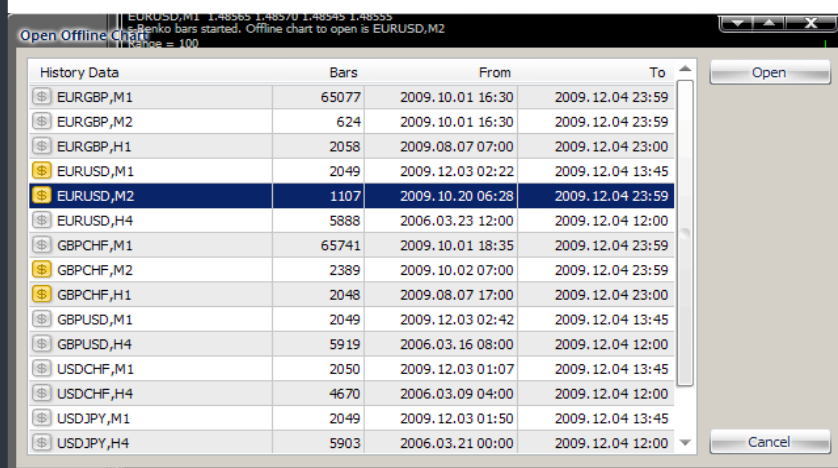 EURUSD,M1 1.48565 1.48570 1.48545 1.48555
s-Renko bars started. Offline chart to open is EURUSD,M2
Range = 100
Open Offline Chart
History Data Bars From To
EURGBP,M1 65077 2009.10.01 16:30 2009.12.04 23:59
EURGBP,M2 624 2009.10.01 16:30 2009.12.04 23:59
EURGBP,H1 2058 2009.08.07 07:00 2009.12.04 23:00
EURUSD,M1 2049 2009.12.03 02:22 2009.12.04 13:45
EURUSD,M2 1107 2009.10.20 06:28 2009.12.04 23:59
EURUSD,H4 5888 2006.03.23 12:00 2009.12.04 12:00
GBPCHF,M1 65741 2009.10.01 18:35 2009.12.04 23:59
GBPCHF,M2 2389 2009.10.02 07:00 2009.12.04 23:59
GBPCHF,H1 2048 2009.08.07 17:00 2009.12.04 23:00
GBPUSD,M1 2049 2009.12.03 02:42 2009.12.04 13:45
GBPUSD,H4 5919 2006.03.16 08:00 2009.12.04 12:00
USDCHF,M1 2050 2009.12.03 01:07 2009.12.04 13:45
USDCHF,H4 4670 2006.03.09 04:00 2009.12.04 12:00
USDJPY,M1 2049 2009.12.03 01:50 2009.12.04 13:45
USDJPY,H4 5903 2006.03.21 00:00 2009.12.04 12:00
Open
Cancel